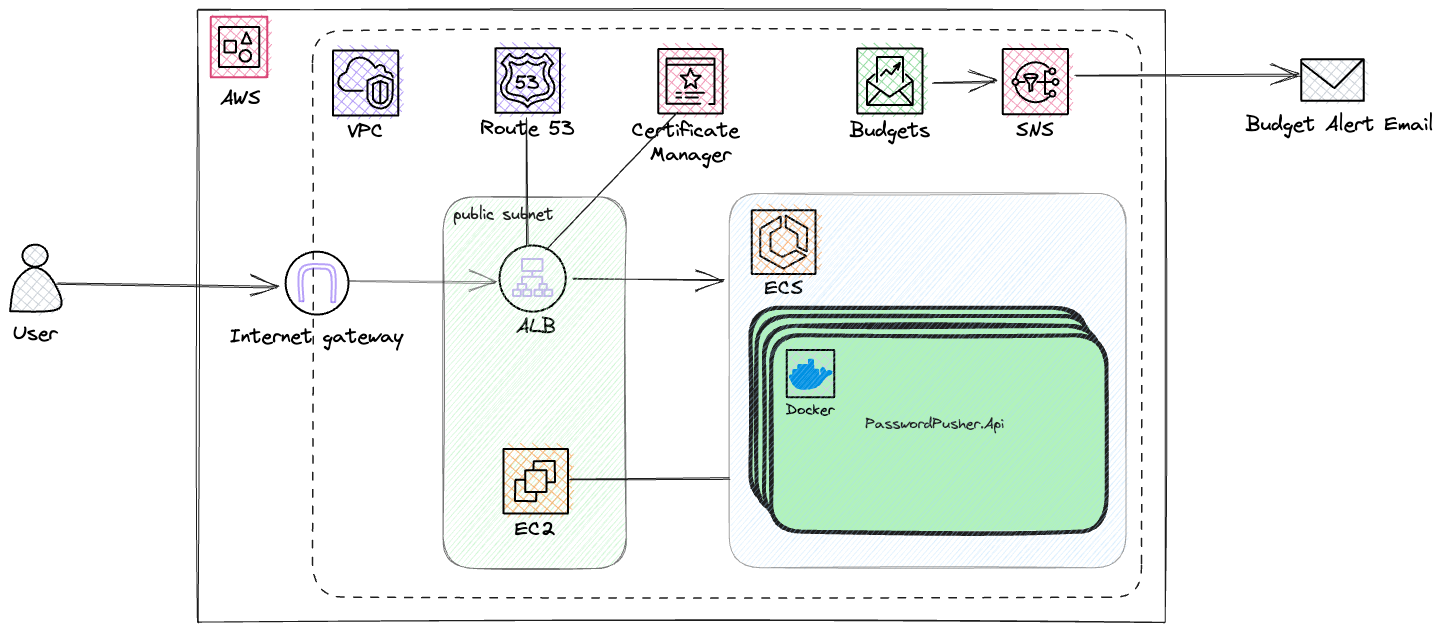 AWS
VPC
Route 53
53
Certificate
Manager
Budgets
SNS
Budget Alert Email
public subnet
User
Internet gateway
ALB
ECS
Docker
PasswordPusher.Api
EC2